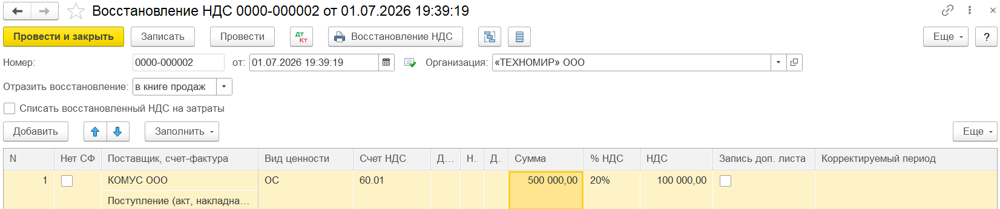 Восстановление НДС 0000-000002 от 01.07.2026 19:39:19
Провести и закрыть Записать Провести Дт Кт Восстановление НДС Еще ?
Номер: 0000-000002 от: 01.07.2026 19:39:19 Организация: «ТЕХНОМИР» ООО
Отразить восстановление: в книге продаж
Списать восстановленный НДС на затраты
Добавить Заполнить Еще
N Нет СФ Поставщик, счет-фактура Вид ценности Счет НДС Д... Н.. Д.. Сумма % НДС НДС Запись доп. листа Корректируемый период
1 КОМУС ООО ОС 60.01 500 000,00 20% 100 000,00
Поступление (акт, накладна...